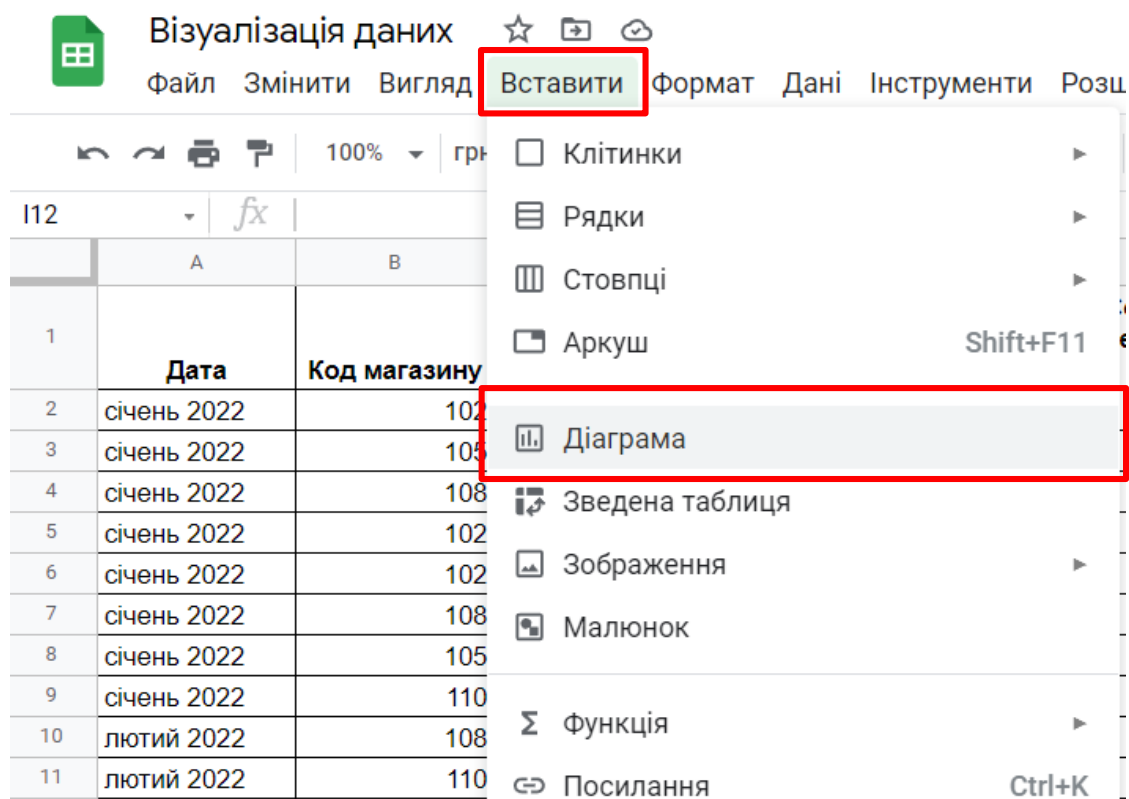 Візуалізація даних
Файл Змінити Вигляд Вставити Формат Дані Інструменти
100% грн
I12 fx
A B
1 Дата Код магазину
2 січень 2022 102
3 січень 2022 105
4 січень 2022 108
5 січень 2022 102
6 січень 2022 102
7 січень 2022 108
8 січень 2022 105
9 січень 2022 110
10 лютий 2022 108
11 лютий 2022 110
Клітинки
Рядки
Стовпці
Аркуш Shift+F11
Діаграма
Зведена таблиця
Зображення
Малюнок
Σ Функція
Посилання Ctrl+K